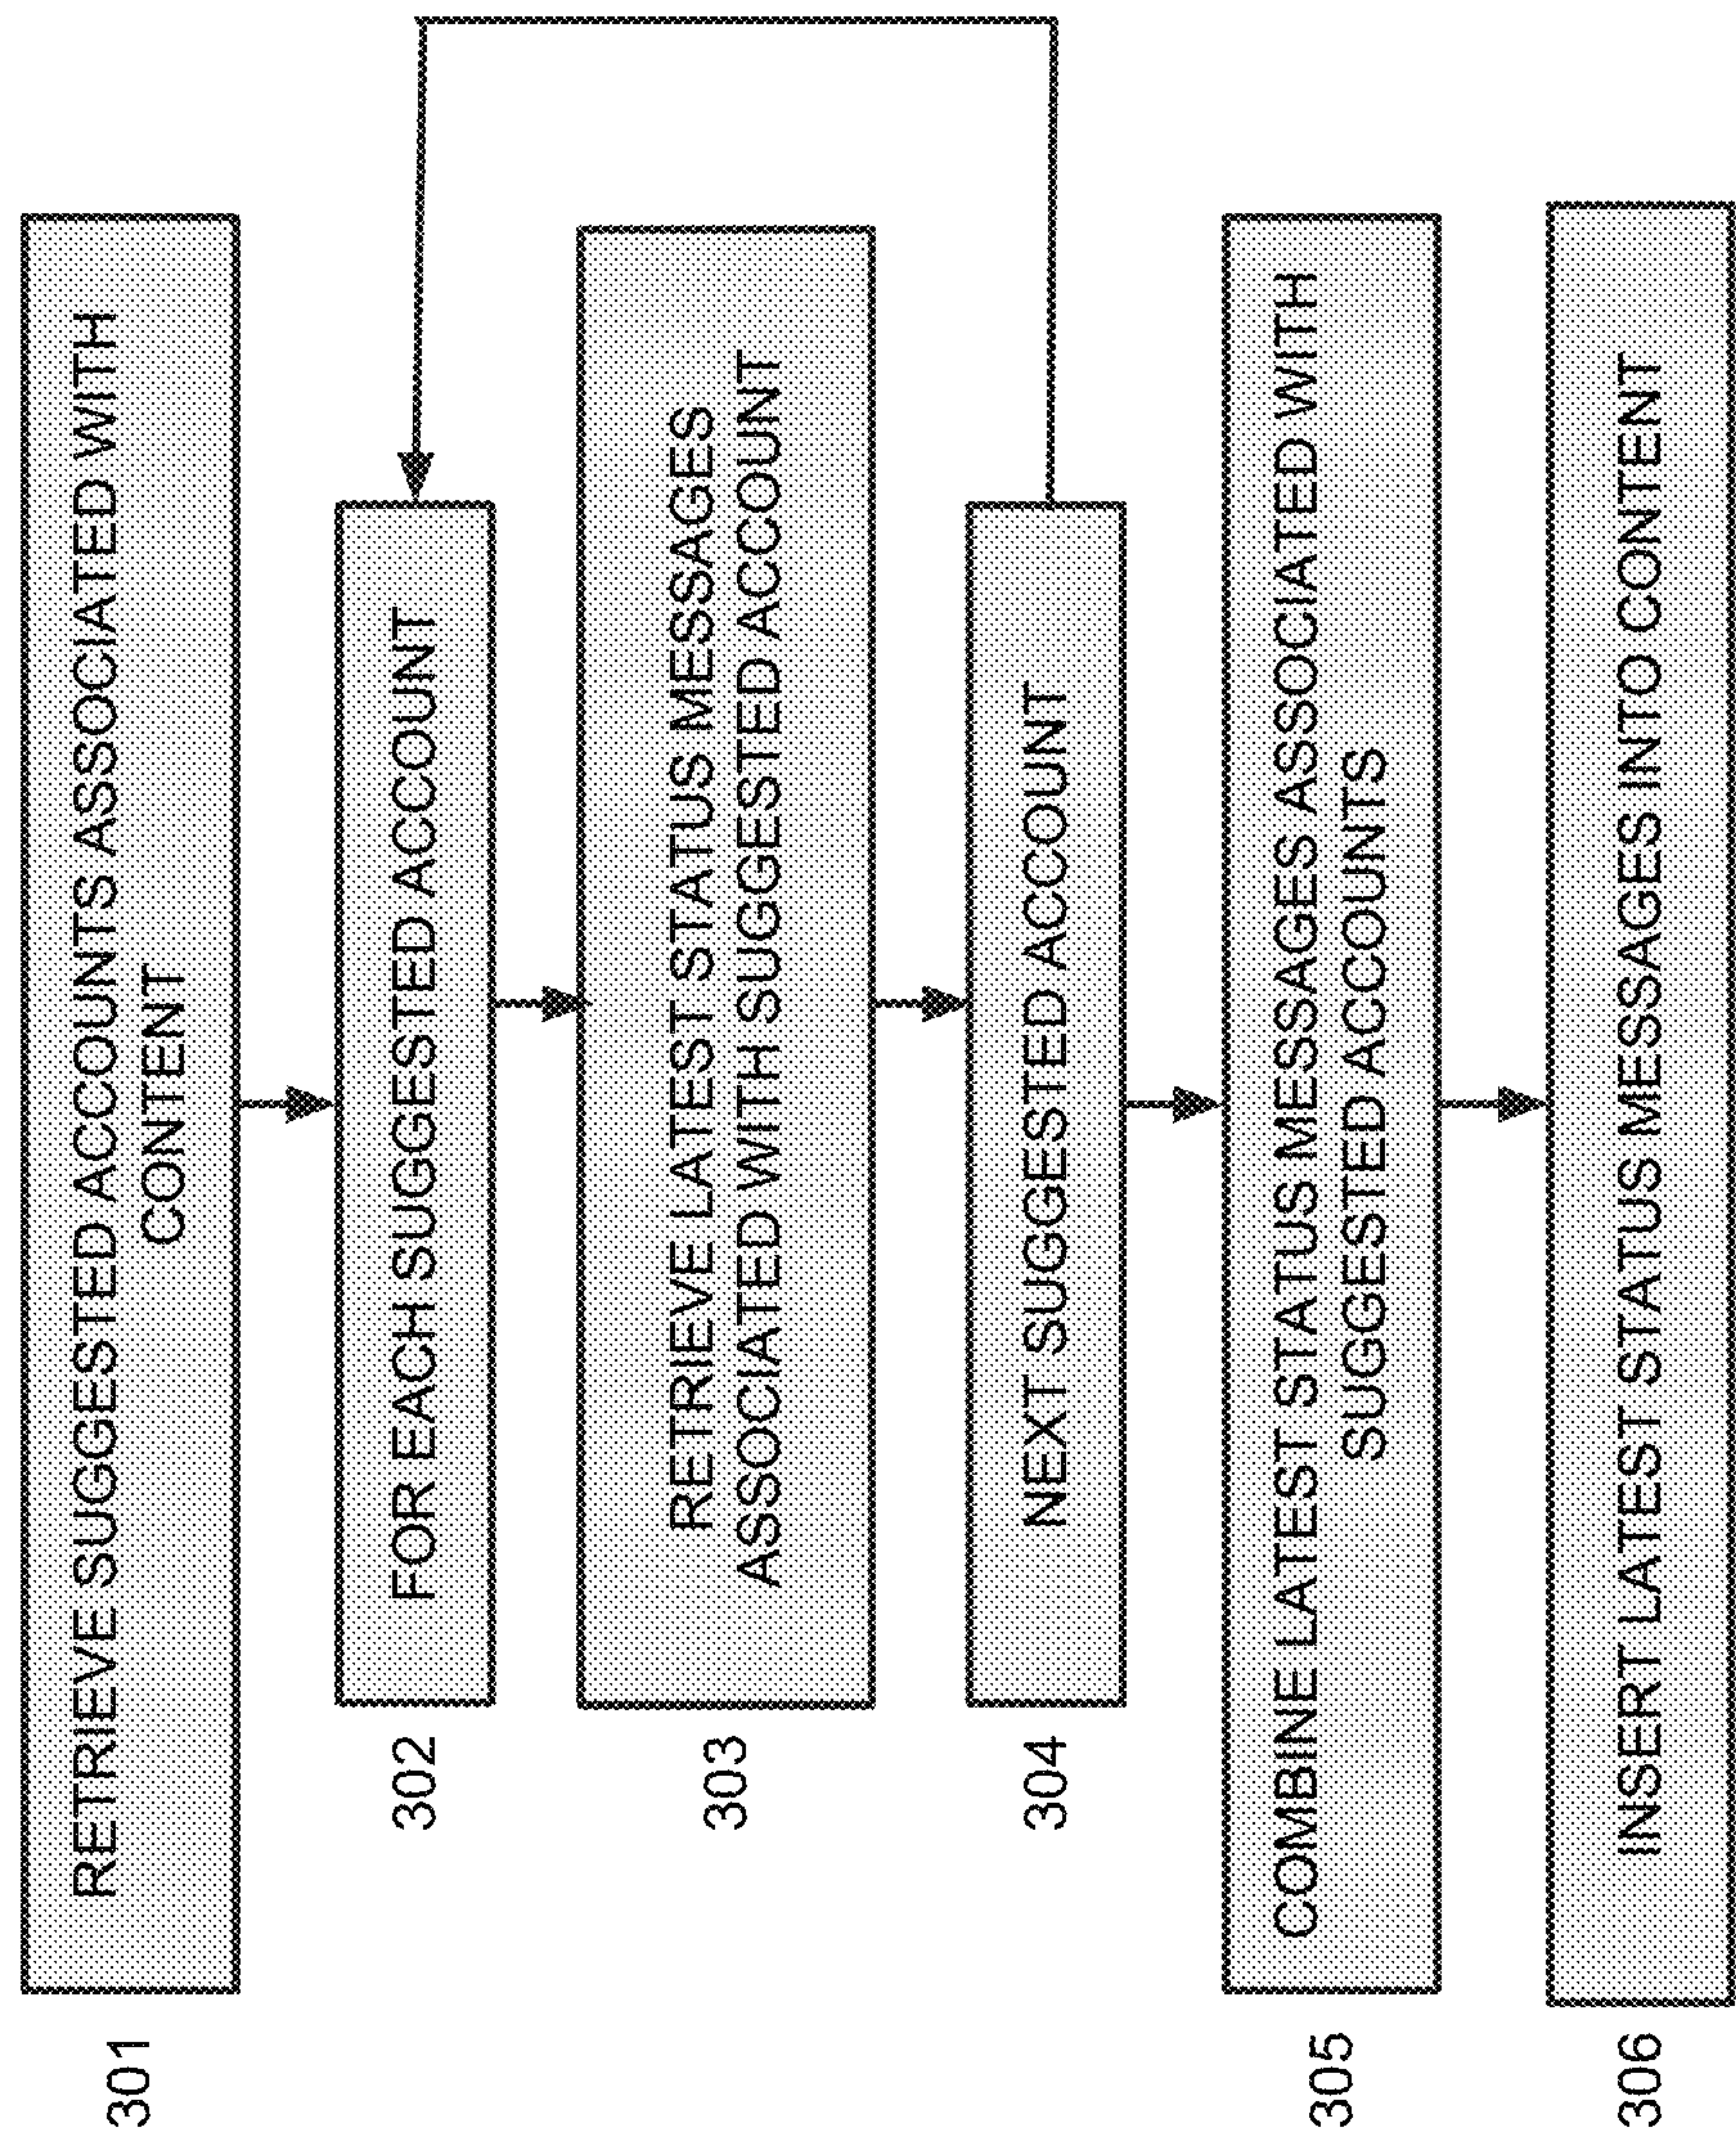 301
RETRIEVE SUGGESTED ACCOUNTS ASSOCIATED WITH
CONTENT
302
FOR EACH SUGGESTED ACCOUNT
303
RETRIEVE LATEST STATUS MESSAGES
ASSOCIATED WITH SUGGESTED ACCOUNT
304
NEXT SUGGESTED ACCOUNT
305
COMBINE LATEST STATUS MESSAGES ASSOCIATED WITH
SUGGESTED ACCOUNTS
306
INSERT LATEST STATUS MESSAGES INTO CONTENT